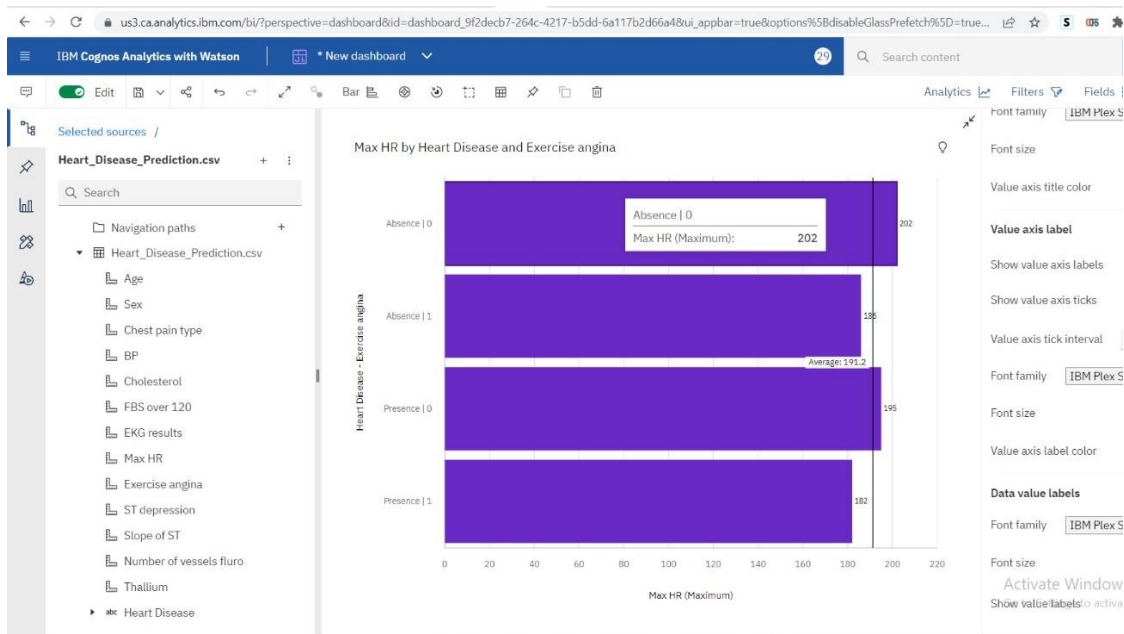 us3.ca.analytics.ibm.com/bi/?perspective=dashboard&id=dashboard_9f2decb7-264c-4217-b5dd-6a117b2d66a4&ui_appbar=true&options%5BdisableGlassPrefetch%5D=true...
IBM Cognos Analytics with Watson
* New dashboard
29
Search content
Edit
Bar
Analytics
Filters
Fields
Selected sources /
Heart_Disease_Prediction.csv
Search
Navigation paths
Heart_Disease_Prediction.csv
Age
Sex
Chest pain type
BP
Cholesterol
FBS over 120
EKG results
Max HR
Exercise angina
ST depression
Slope of ST
Number of vessels fluro
Thallium
abc Heart Disease
Max HR by Heart Disease and Exercise angina
Heart Disease - Exercise angina
Absence | 0
202
Absence | 0
Max HR (Maximum): 202
Absence | 1
186
Average: 191.2
Presence | 0
195
Presence | 1
182
0 20 40 60 80 100 120 140 160 180 200 220
Max HR (Maximum)
Font family IBM Plex S
Font size
Value axis title color
Value axis label
Show value axis labels
Show value axis ticks
Value axis tick interval
Font family IBM Plex S
Font size
Value axis label color
Data value labels
Font family IBM Plex S
Font size
Activate Window
Show value labels